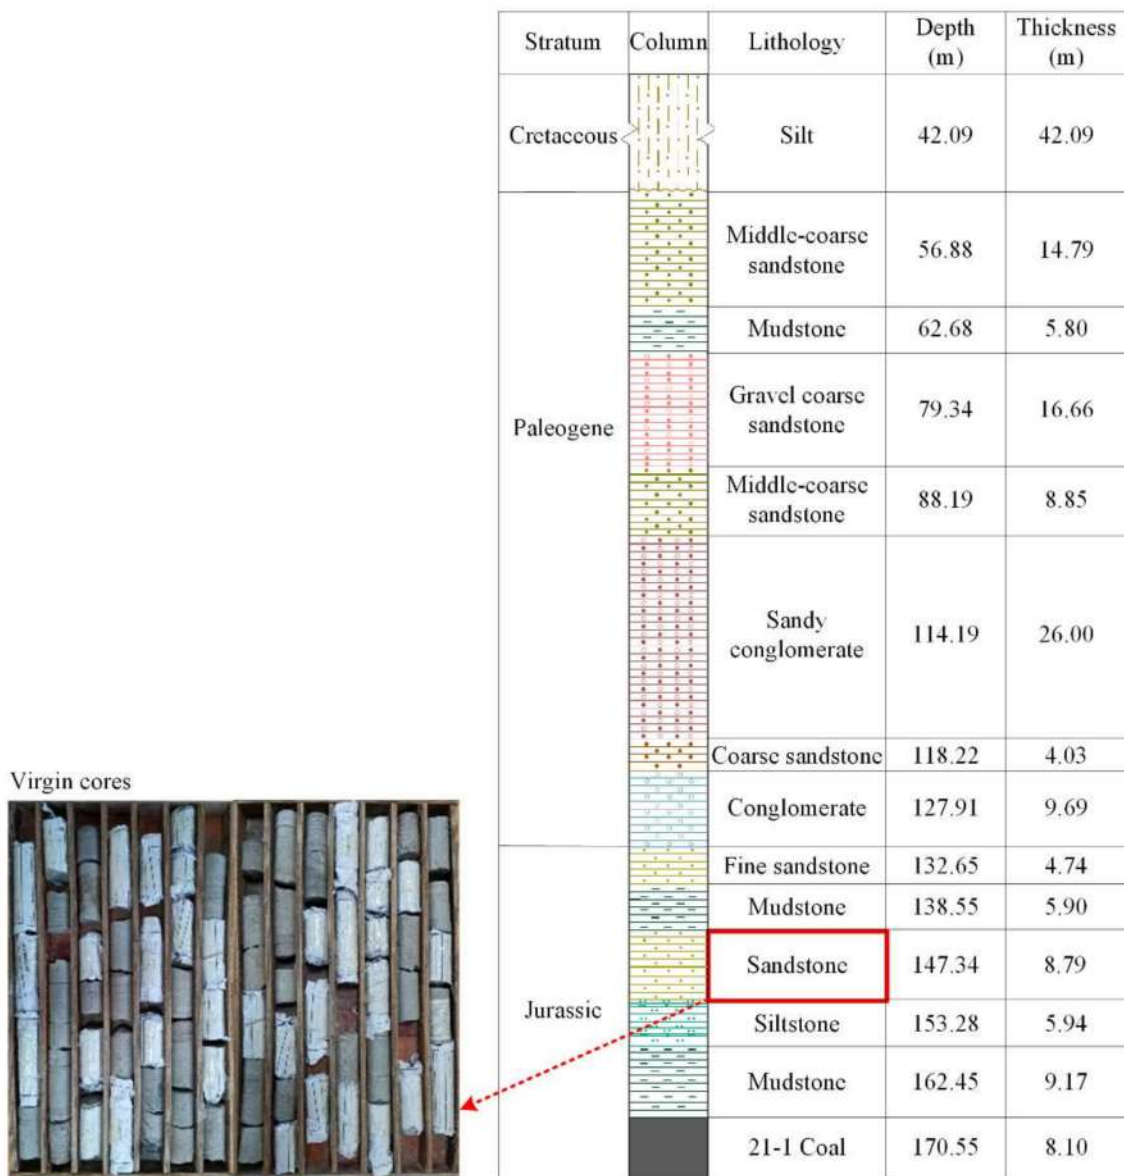 Stratum Column Lithology Depth (m) Thickness (m)
Cretaceous Silt 42.09 42.09
Middle-coarse sandstone 56.88 14.79
Mudstone 62.68 5.80
Paleogene
Gravel coarse sandstone 79.34 16.66
Middle-coarse sandstone 88.19 8.85
Sandy conglomerate 114.19 26.00
Coarse sandstone 118.22 4.03
Conglomerate 127.91 9.69
Virgin cores
Fine sandstone 132.65 4.74
Mudstone 138.55 5.90
Sandstone 147.34 8.79
Jurassic
Siltstone 153.28 5.94
Mudstone 162.45 9.17
21-1 Coal 170.55 8.10